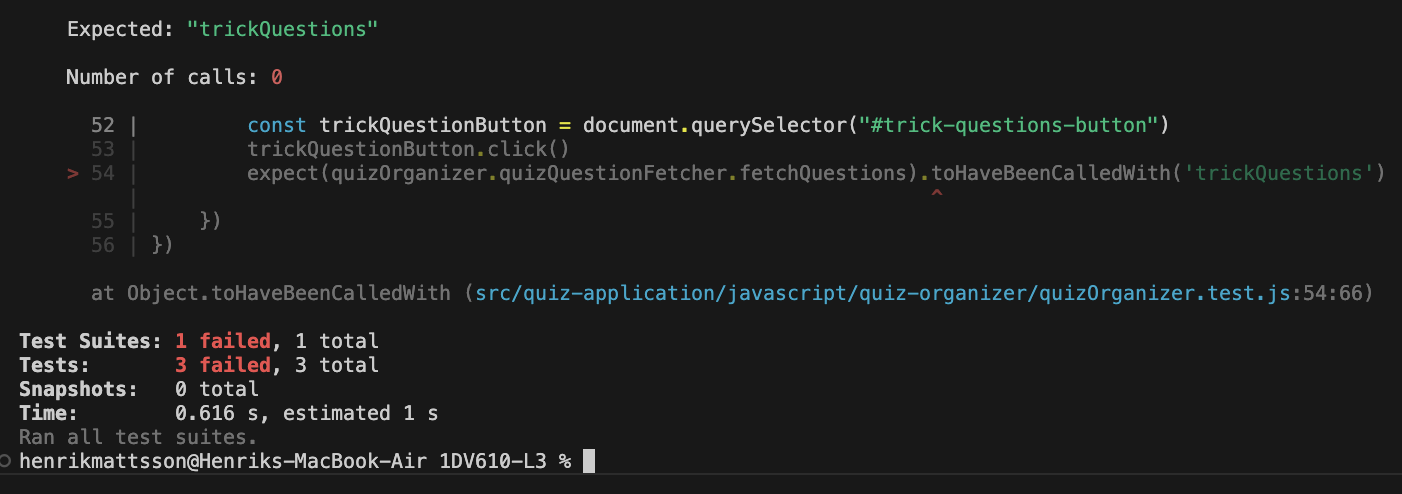 Expected: "trickQuestions"
Number of calls: 0
52 | const trickQuestionButton = document.querySelector("#trick-questions-button")
53 | trickQuestionButton.click()
> 54 | expect(quizOrganizer.quizQuestionFetcher.fetchQuestions).toHaveBeenCalledWith('trickQuestions')
| ^
55 | })
56 | })
at Object.toHaveBeenCalledWith (src/quiz-application/javascript/quiz-organizer/quizOrganizer.test.js:54:66)
Test Suites: 1 failed, 1 total
Tests: 3 failed, 3 total
Snapshots: 0 total
Time: 0.616 s, estimated 1 s
Ran all test suites.
henrikmattsson@Henriks-MacBook-Air 1DV610-L3 %